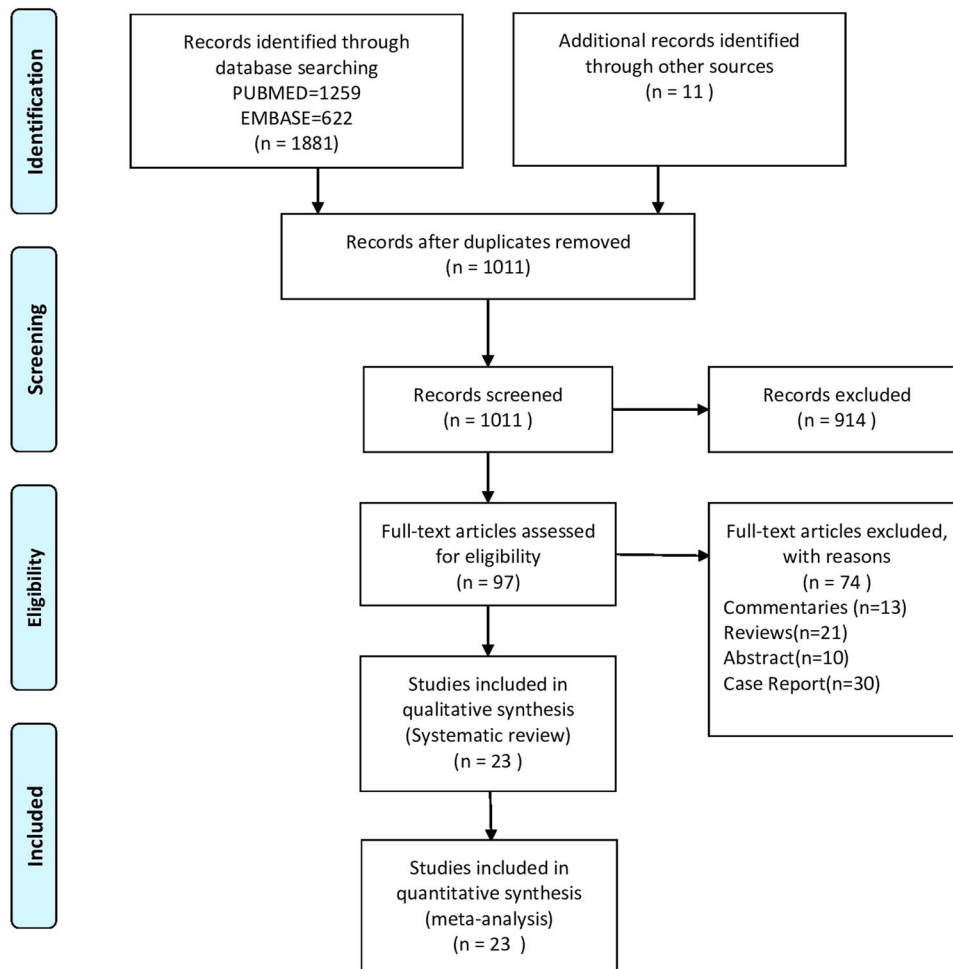 Identification
Records identified through
database searching
PUBMED=1259
EMBASE=622
(n = 1881)
Additional records identified
through other sources
(n = 11 )
Screening
Records after duplicates removed
(n = 1011)
Records screened
(n = 1011 )
Records excluded
(n = 914 )
Eligibility
Full-text articles assessed
for eligibility
(n = 97)
Full-text articles excluded,
with reasons
(n = 74 )
Commentaries (n=13)
Reviews(n=21)
Abstract(n=10)
Case Report(n=30)
Studies included in
qualitative synthesis
(Systematic review)
(n = 23 )
Included
Studies included in
quantitative synthesis
(meta-analysis)
(n = 23 )